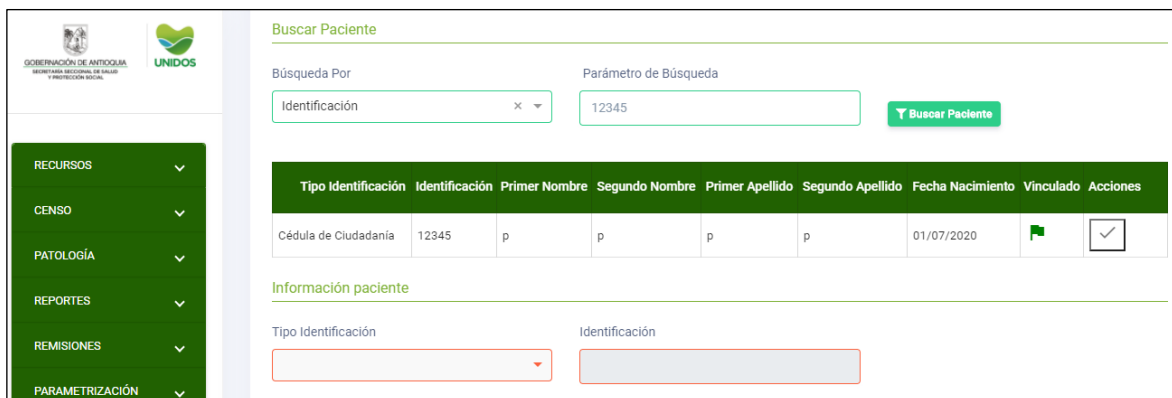 GOBERNACIÓN DE ANTIOQUIA
SECRETARÍA SECCIONAL DE SALUD
Y PROTECCIÓN SOCIAL
UNIDOS
RECURSOS
CENSO
PATOLOGÍA
REPORTES
REMISIONES
PARAMETRIZACIÓN
Buscar Paciente
Búsqueda Por Parámetro de Búsqueda
Identificación × 12345 Buscar Paciente
Tipo Identificación Identificación Primer Nombre Segundo Nombre Primer Apellido Segundo Apellido Fecha Nacimiento Vinculado Acciones
Cédula de Ciudadanía 12345 p p p p 01/07/2020
Información paciente
Tipo Identificación Identificación